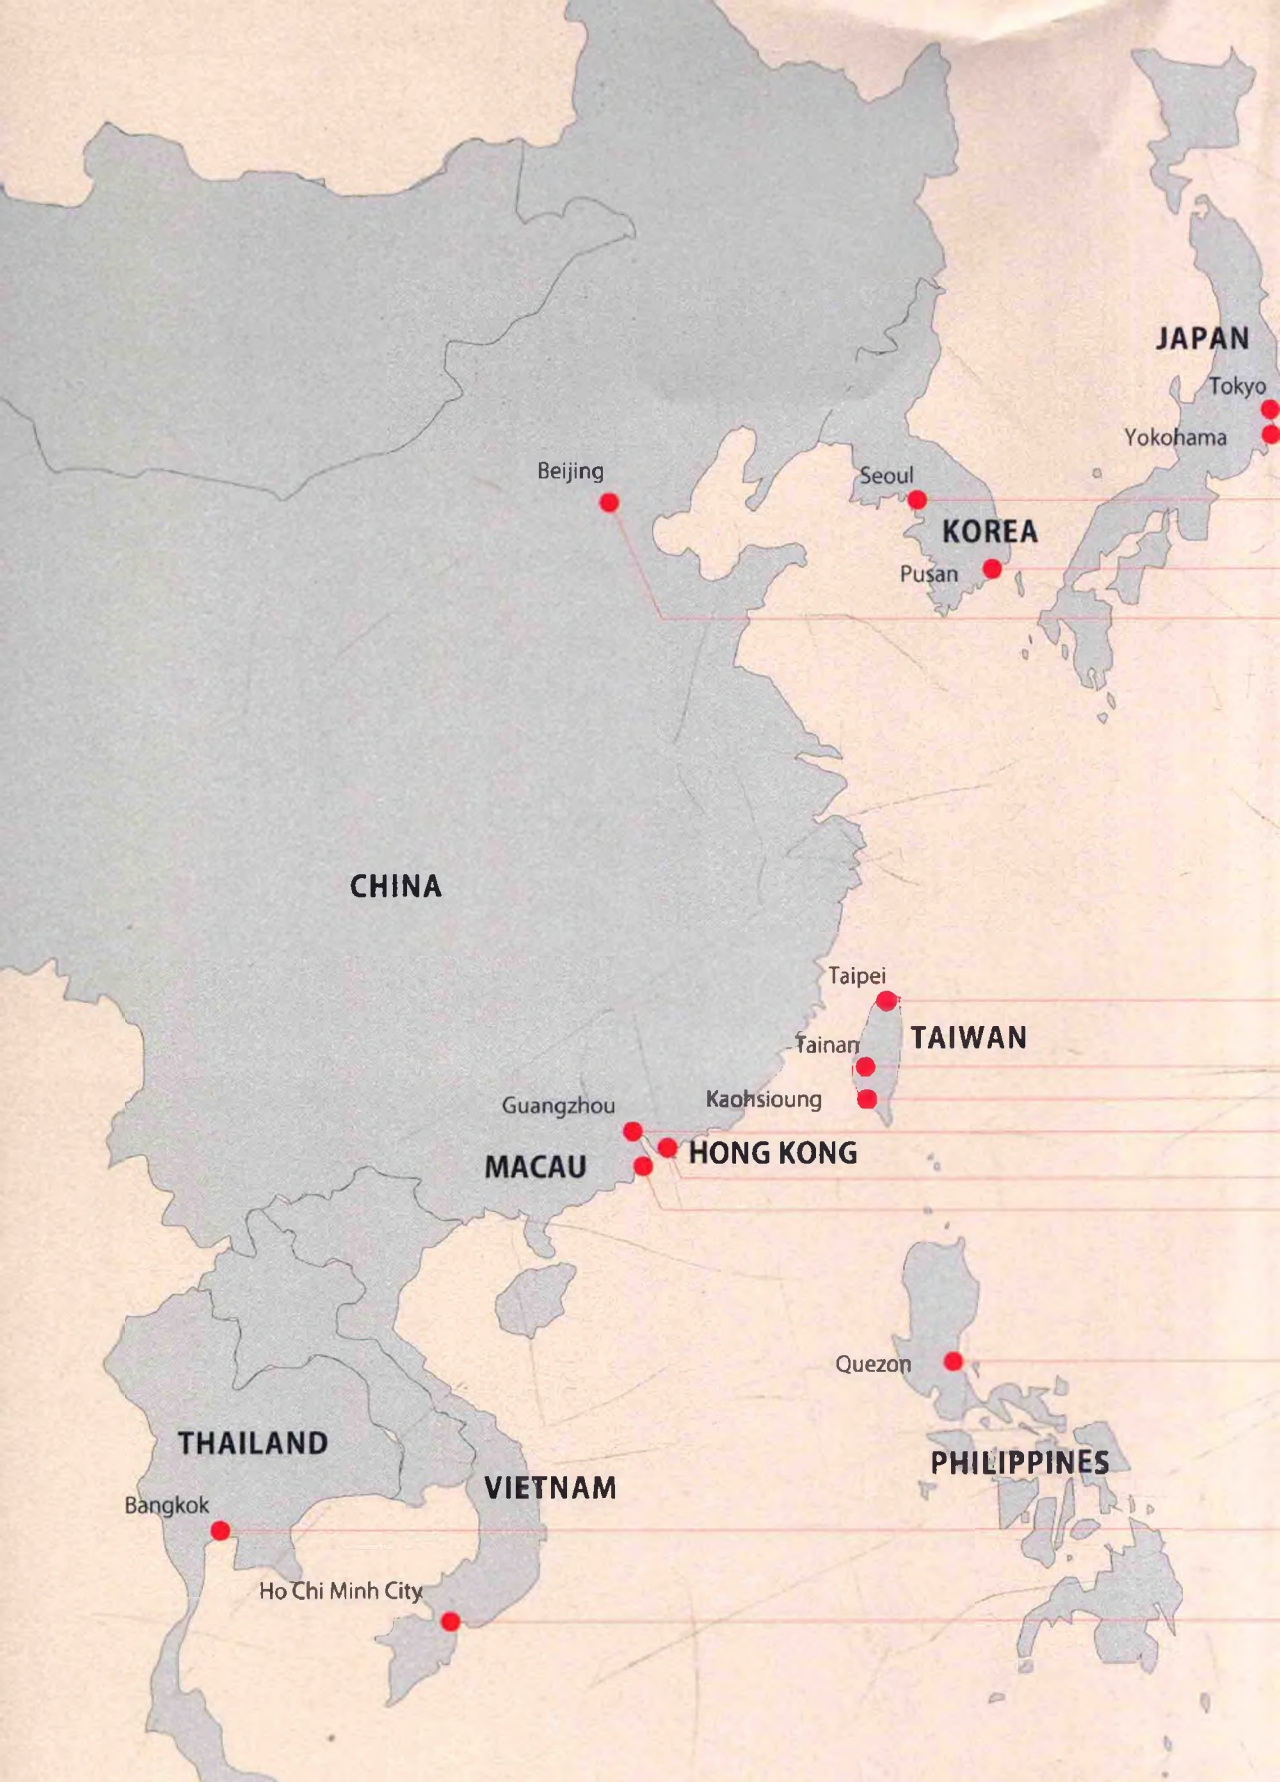 JAPAN
Tokyo
Yokohama
Beijing
Seoul
KOREA
Pusan
CHINA
Taipei
TAIWAN
Tainan
Kaohsioung
Guangzhou
HONG KONG
MACAU
Quezon
THAILAND
PHILIPPINES
VIETNAM
Bangkok
Ho Chi Minh City